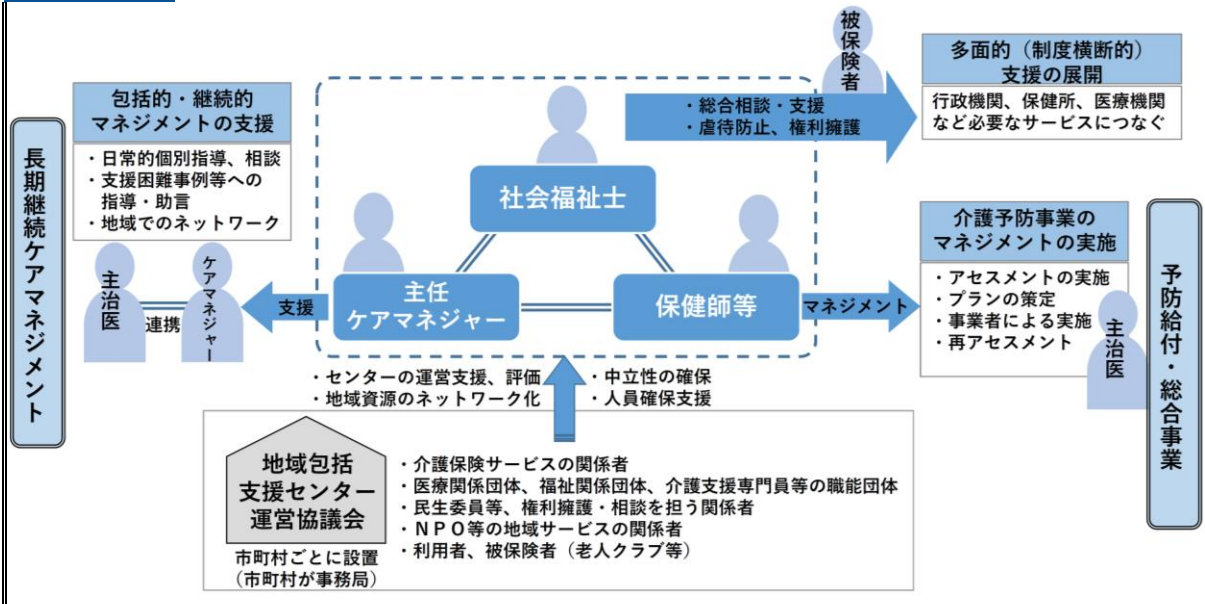 被保険者
多面的（制度横断的）
支援の展開
行政機関、保健所、医療機関
など必要なサービスにつなぐ
・総合相談・支援
・虐待防止、権利擁護
包括的・継続的
マネジメントの支援
・日常的個別指導、相談
・支援困難事例等への
指導・助言
・地域でのネットワーク
長期継続ケアマネジメント
社会福祉士
主任
ケアマネジャー
保健師等
主治医
連携
ケアマネジャー
支援
マネジメント
介護予防事業の
マネジメントの実施
・アセスメントの実施
・プランの策定
・事業者による実施
・再アセスメント
主治医
予防給付・総合事業
・センターの運営支援、評価
・地域資源のネットワーク化
・中立性の確保
・人員確保支援
地域包括
支援センター
運営協議会
市町村ごとに設置
（市町村が事務局）
・介護保険サービスの関係者
・医療関係団体、福祉関係団体、介護支援専門員等の職能団体
・民生委員等、権利擁護・相談を担う関係者
・ＮＰＯ等の地域サービスの関係者
・利用者、被保険者（老人クラブ等）